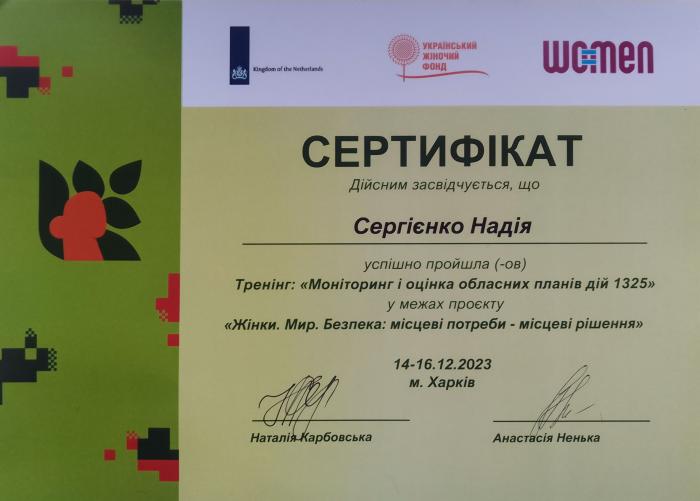 Kingdom of the Netherlands
УКРАЇНСЬКИЙ
ЖІНОЧИЙ
ФОНД
women
СЕРТИФІКАТ
Дійсним засвідчується, що
Сергієнко Надія
успішно пройшла (-ов)
Тренінг: «Моніторинг і оцінка обласних планів дій 1325»
у межах проєкту
«Жінки. Мир. Безпека: місцеві потреби - місцеві рішення»
14-16.12.2023
м. Харків
Наталія Карбовська
Анастасія Ненька